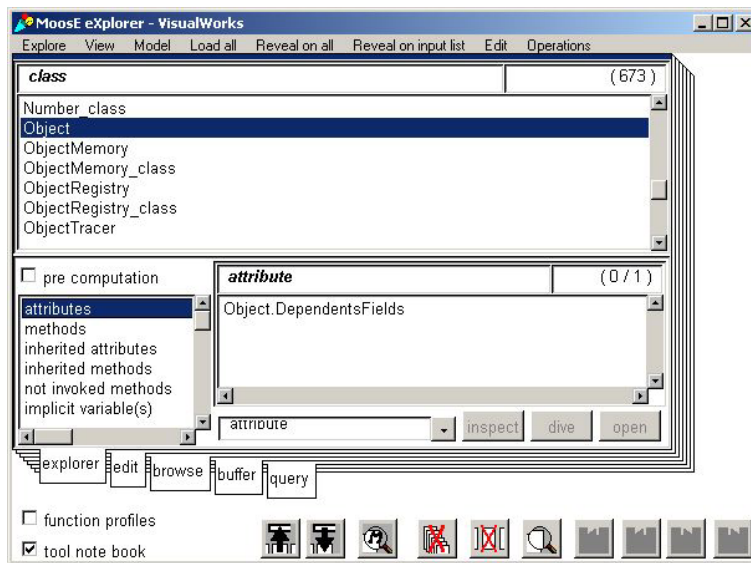 MoosE eXplorer - VisualWorks
Explore View Model Load all Reveal on all Reveal on input list Edit Operations
class (673)
Number_class
Object
ObjectMemory
ObjectMemory_class
ObjectRegistry
ObjectRegistry_class
ObjectTracer
pre computation
attribute (0/1)
attributes
methods
inherited attributes
inherited methods
not invoked methods
implicit variable(s)
Object.DependentsFields
attribute inspect dive open
explorer edit browse buffer query
function profiles
tool note book